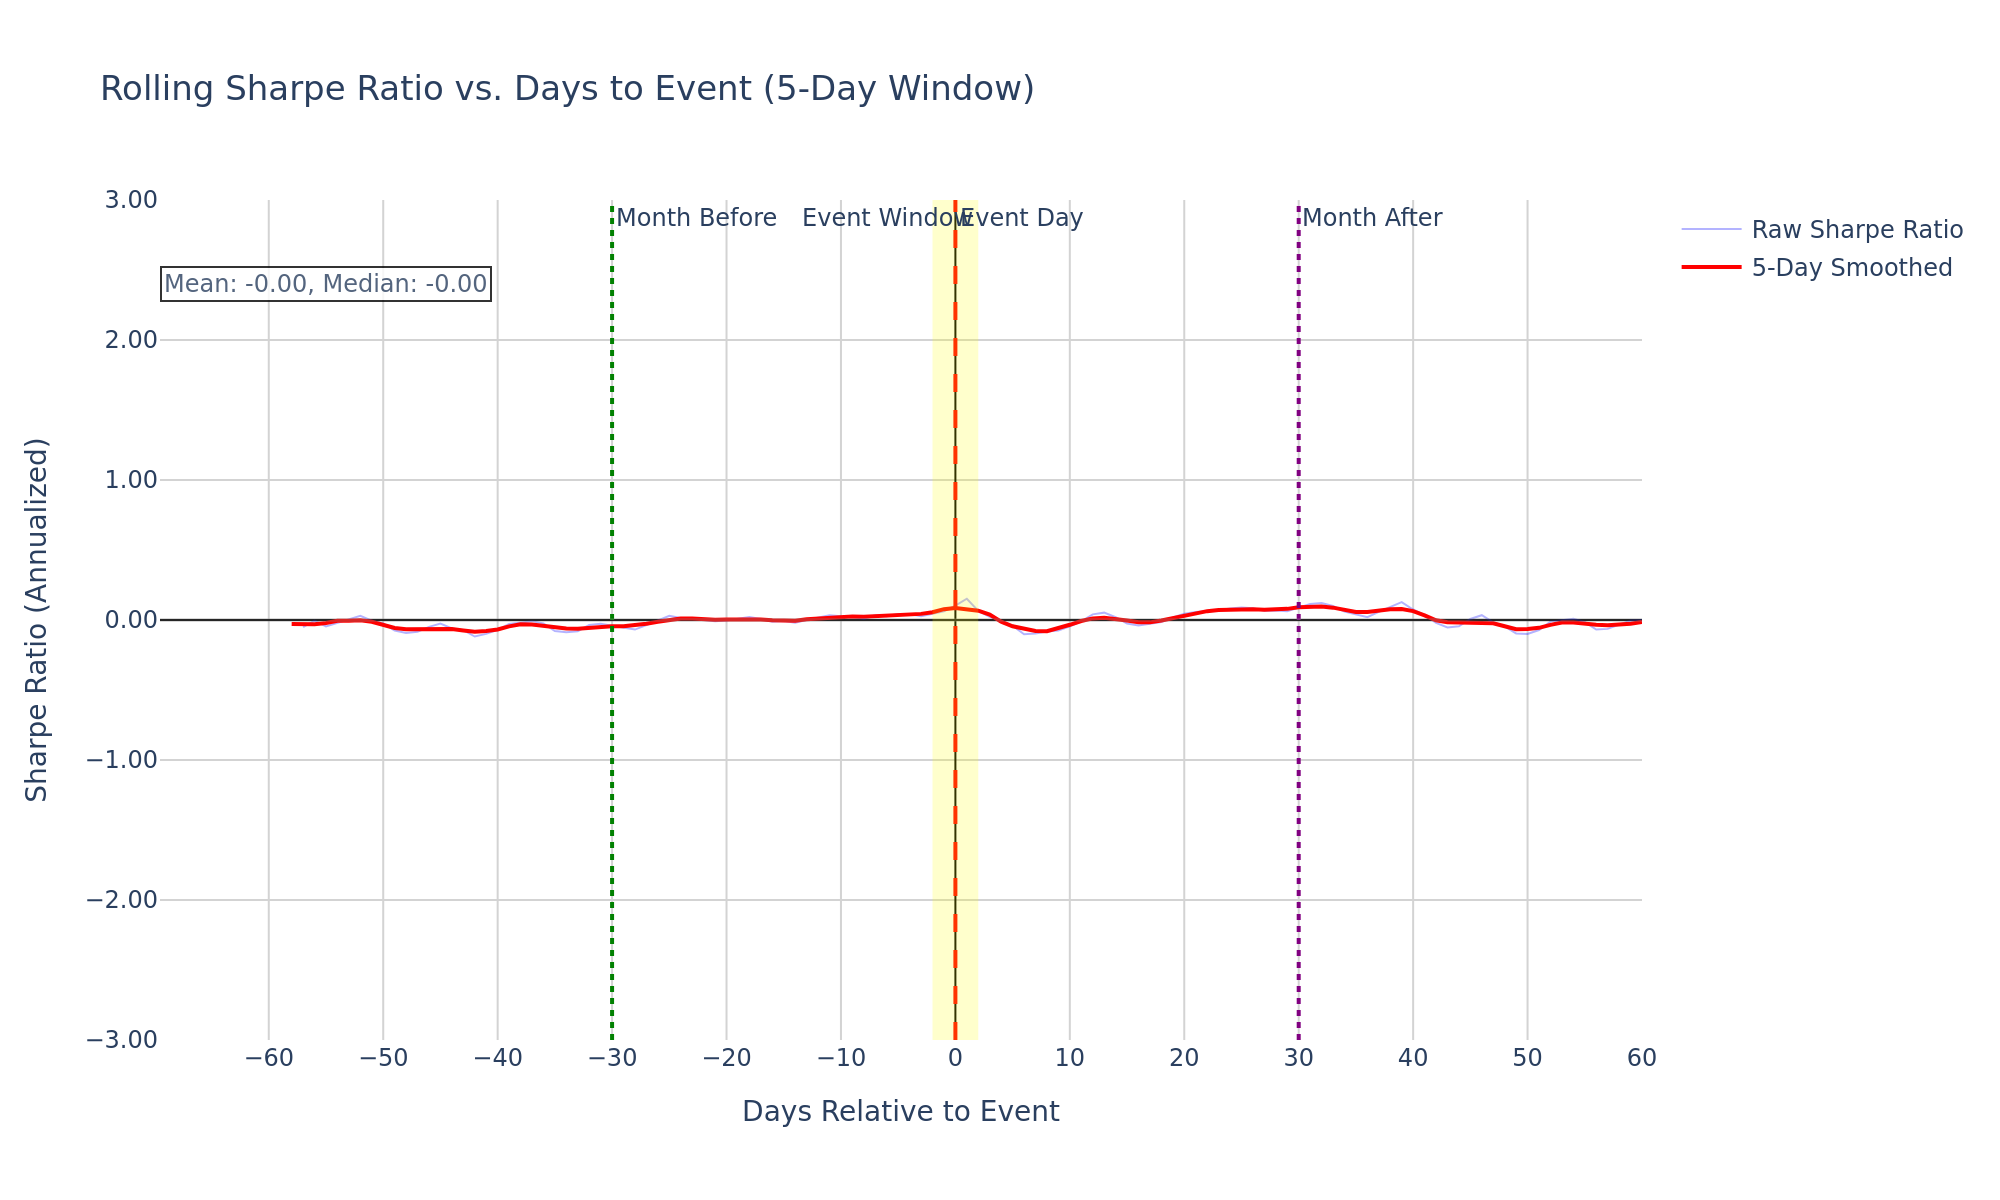 Rolling Sharpe Ratio vs. Days to Event (5-Day Window)
3.00
2.00
1.00
0.00
−1.00
−2.00
−3.00
Sharpe Ratio (Annualized)
Month Before
Event Window
Event Day
Month After
Mean: -0.00, Median: -0.00
Raw Sharpe Ratio
5-Day Smoothed
−60
−50
−40
−30
−20
−10
0
10
20
30
40
50
60
Days Relative to Event